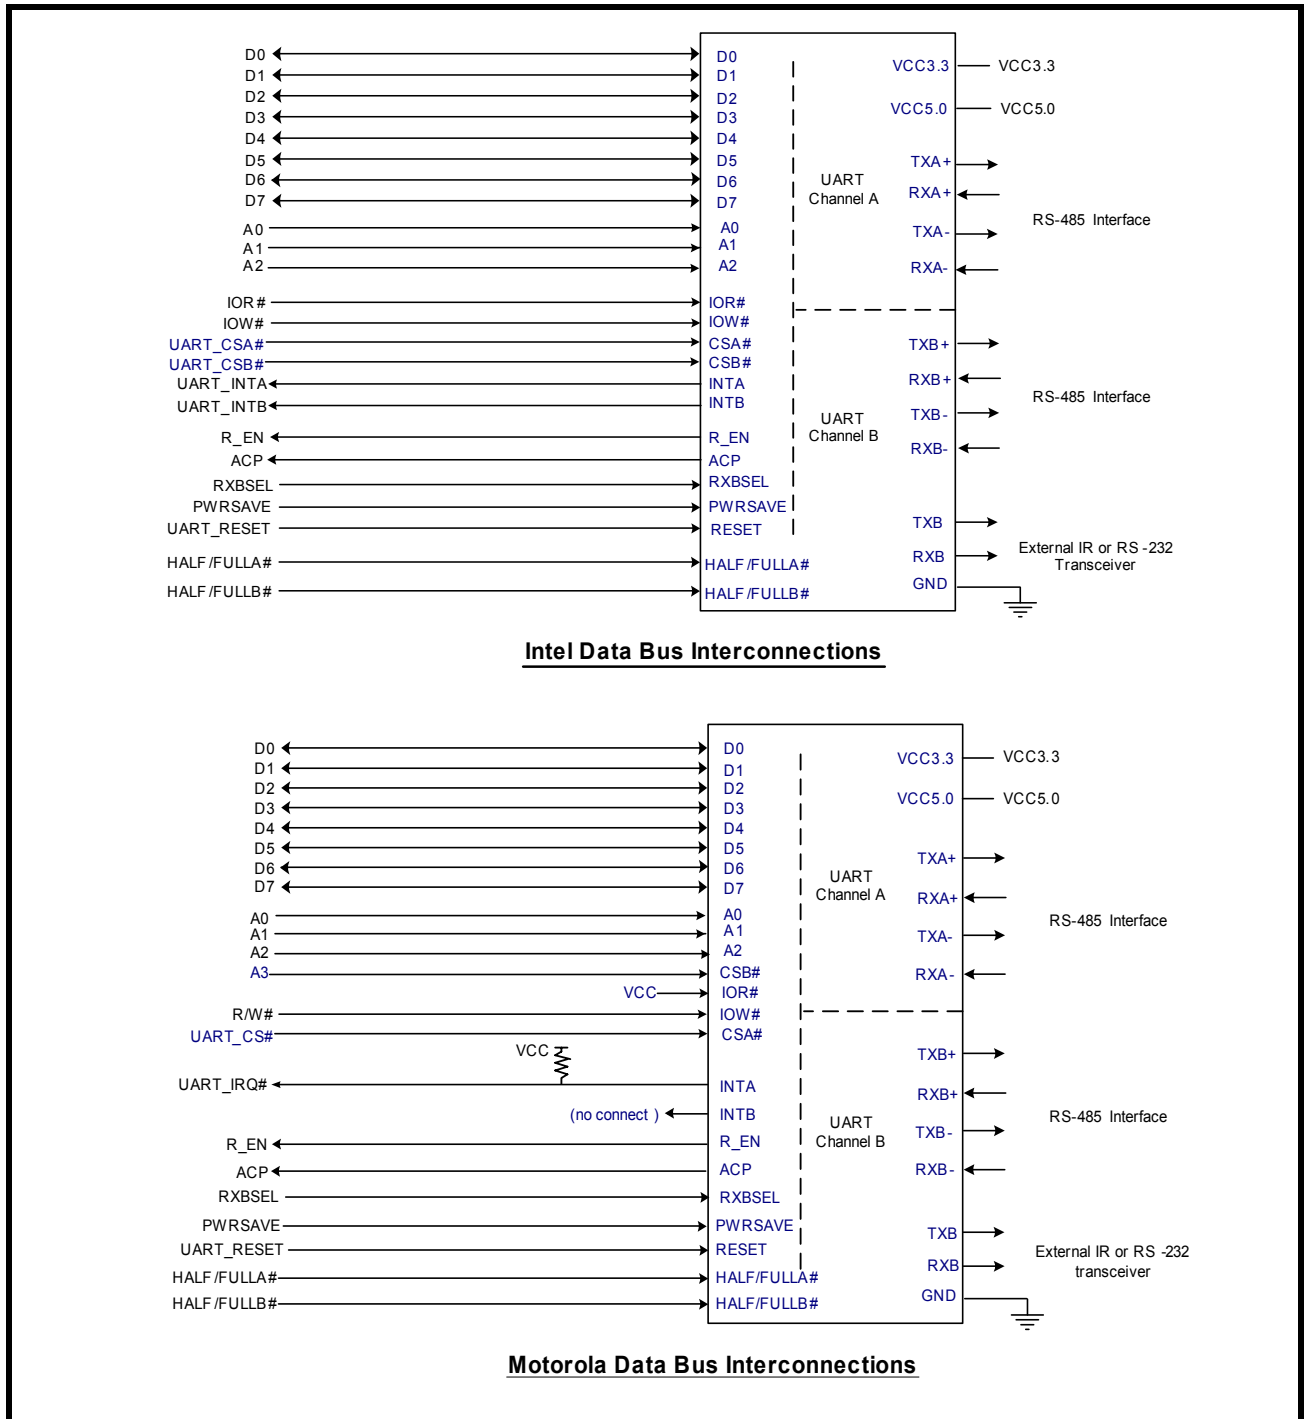 D0 D0 VCC3.3 VCC3.3
D1 D1
D2 D2
D3 D3 VCC5.0 VCC5.0
D4 D4
D5 D5 TXA+
D6 D6 UART
D7 D7 Channel A RXA+
RS-485 Interface
A0 A0 TXA-
A1 A1
A2 A2 RXA-
IOR# IOR#
IOW# IOW#
UART_CSA# CSA# TXB+
UART_CSB# CSB#
UART_INTA INTA RXB+
UART_INTB INTB RS-485 Interface
TXB-
UART
R_EN R_EN Channel B
ACP ACP RXB-
RXBSEL RXBSEL
PWRSAVE PWRSAVE
UART_RESET RESET TXB
HALF/FULLA# HALF/FULLA# RXB External IR or RS -232
Transceiver
HALF/FULLB# HALF/FULLB# GND
Intel Data Bus Interconnections
D0 D0 VCC3.3 VCC3.3
D1 D1
D2 D2
D3 D3 VCC5.0 VCC5.0
D4 D4
D5 D5 TXA+
D6 D6 UART
D7 D7 Channel A RXA+
A0 A0 RS-485 Interface
A1 A1 TXA-
A2 A2
A3 CSB# RXA-
VCC IOR#
R/W# IOW#
UART_CS# CSA#
VCC TXB+
UART_IRQ# INTA RXB+
(no connect ) INTB RS-485 Interface
UART
R_EN R_EN Channel B TXB-
ACP ACP RXB-
RXBSEL RXBSEL
PWRSAVE PWRSAVE TXB
UART_RESET RESET External IR or RS -232
RXB transceiver
HALF/FULLA# HALF/FULLA#
HALF/FULLB# HALF/FULLB# GND
Motorola Data Bus Interconnections